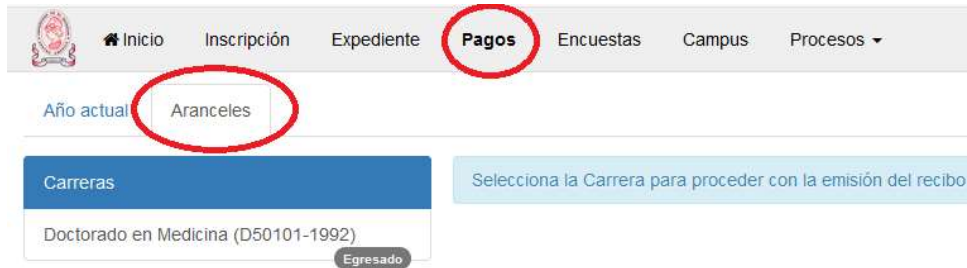 Inicio Inscripción Expediente Pagos Encuestas Campus Procesos
Año actual Aranceles
Carreras
Selecciona la Carrera para proceder con la emisión del recibo
Doctorado en Medicina (D50101-1992)
Egresado